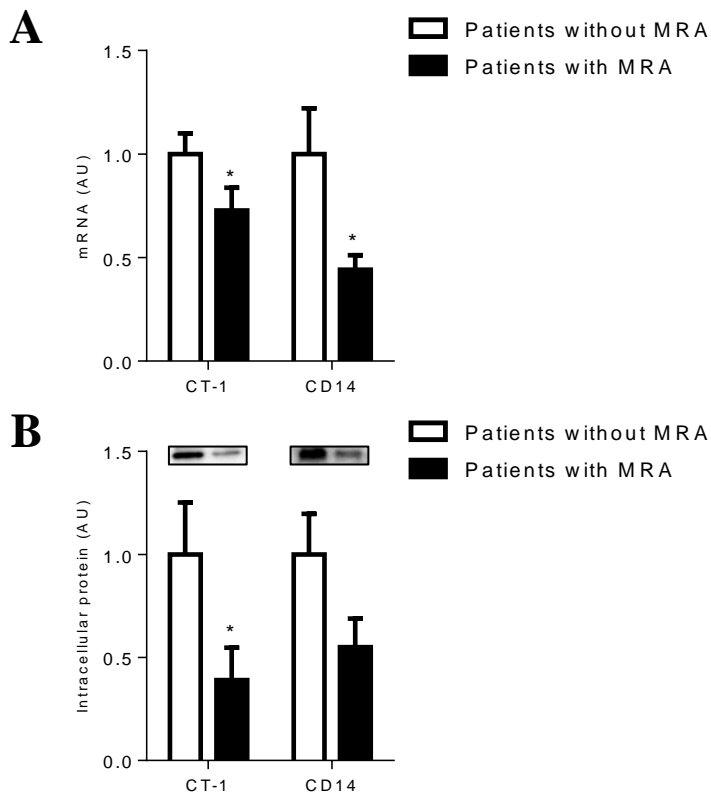 A
Patients without MRA
Patients with MRA
1.5
1.0
0.5
0.0
mRNA (AU)
*
*
CT-1
CD14
B
Patients without MRA
Patients with MRA
1.5
1.0
0.5
0.0
Intracellular protein (AU)
*
CT-1
CD14